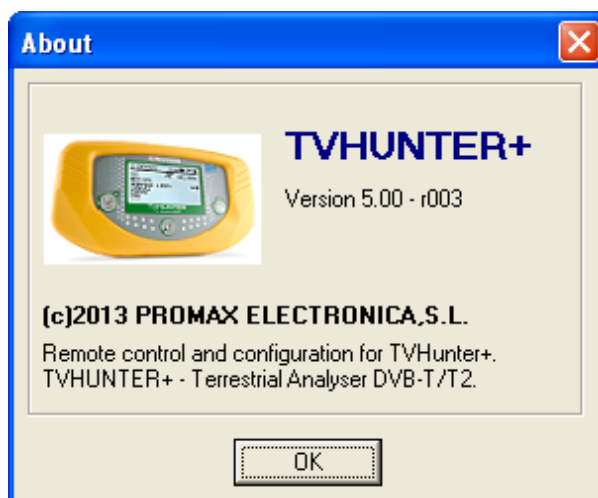 About
TVHUNTER+
Version 5.00 - r003
(c)2013 PROMAX ELECTRONICA,S.L.
Remote control and configuration for TVHunter+.
TVHUNTER+ - Terrestrial Analyser DVB-T/T2.
OK